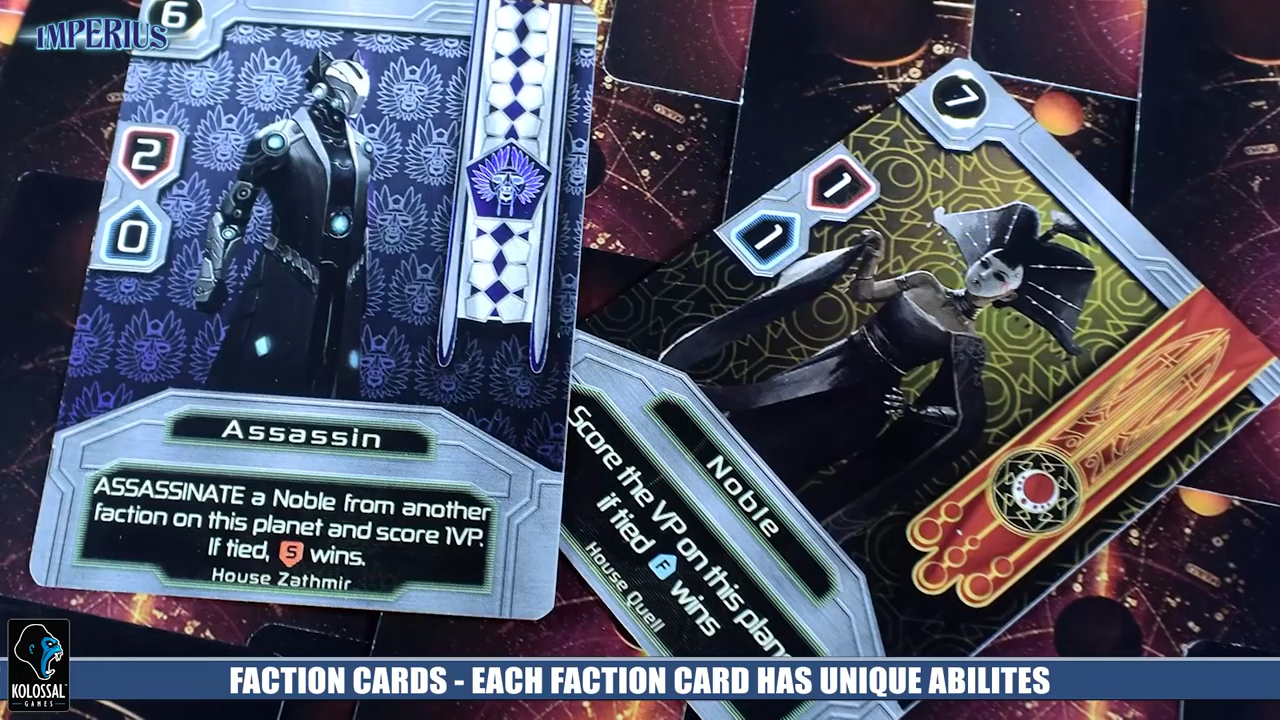 IMPERIUS
6
2
0
Assassin
ASSASSINATE a Noble from another
faction on this planet and score 1VP.
If tied, S wins.
House Zathmir
7
1
1
Noble
Score the VP on this plan
if tied F wins
House Quell
KOLOSSAL
GAMES
FACTION CARDS - EACH FACTION CARD HAS UNIQUE ABILITES